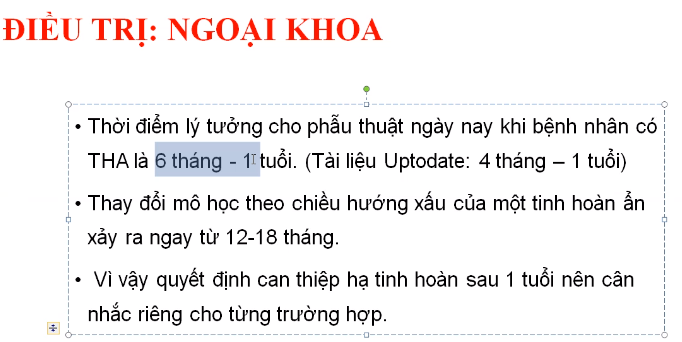 ĐIỀU TRỊ: NGOẠI KHOA
• Thời điểm lý tưởng cho phẫu thuật ngày nay khi bệnh nhân có
THA là 6 tháng - 1 tuổi. (Tài liệu Uptodate: 4 tháng – 1 tuổi)
• Thay đổi mô học theo chiều hướng xấu của một tinh hoàn ẩn
xảy ra ngay từ 12-18 tháng.
• Vì vậy quyết định can thiệp hạ tinh hoàn sau 1 tuổi nên cân
nhắc riêng cho từng trường hợp.